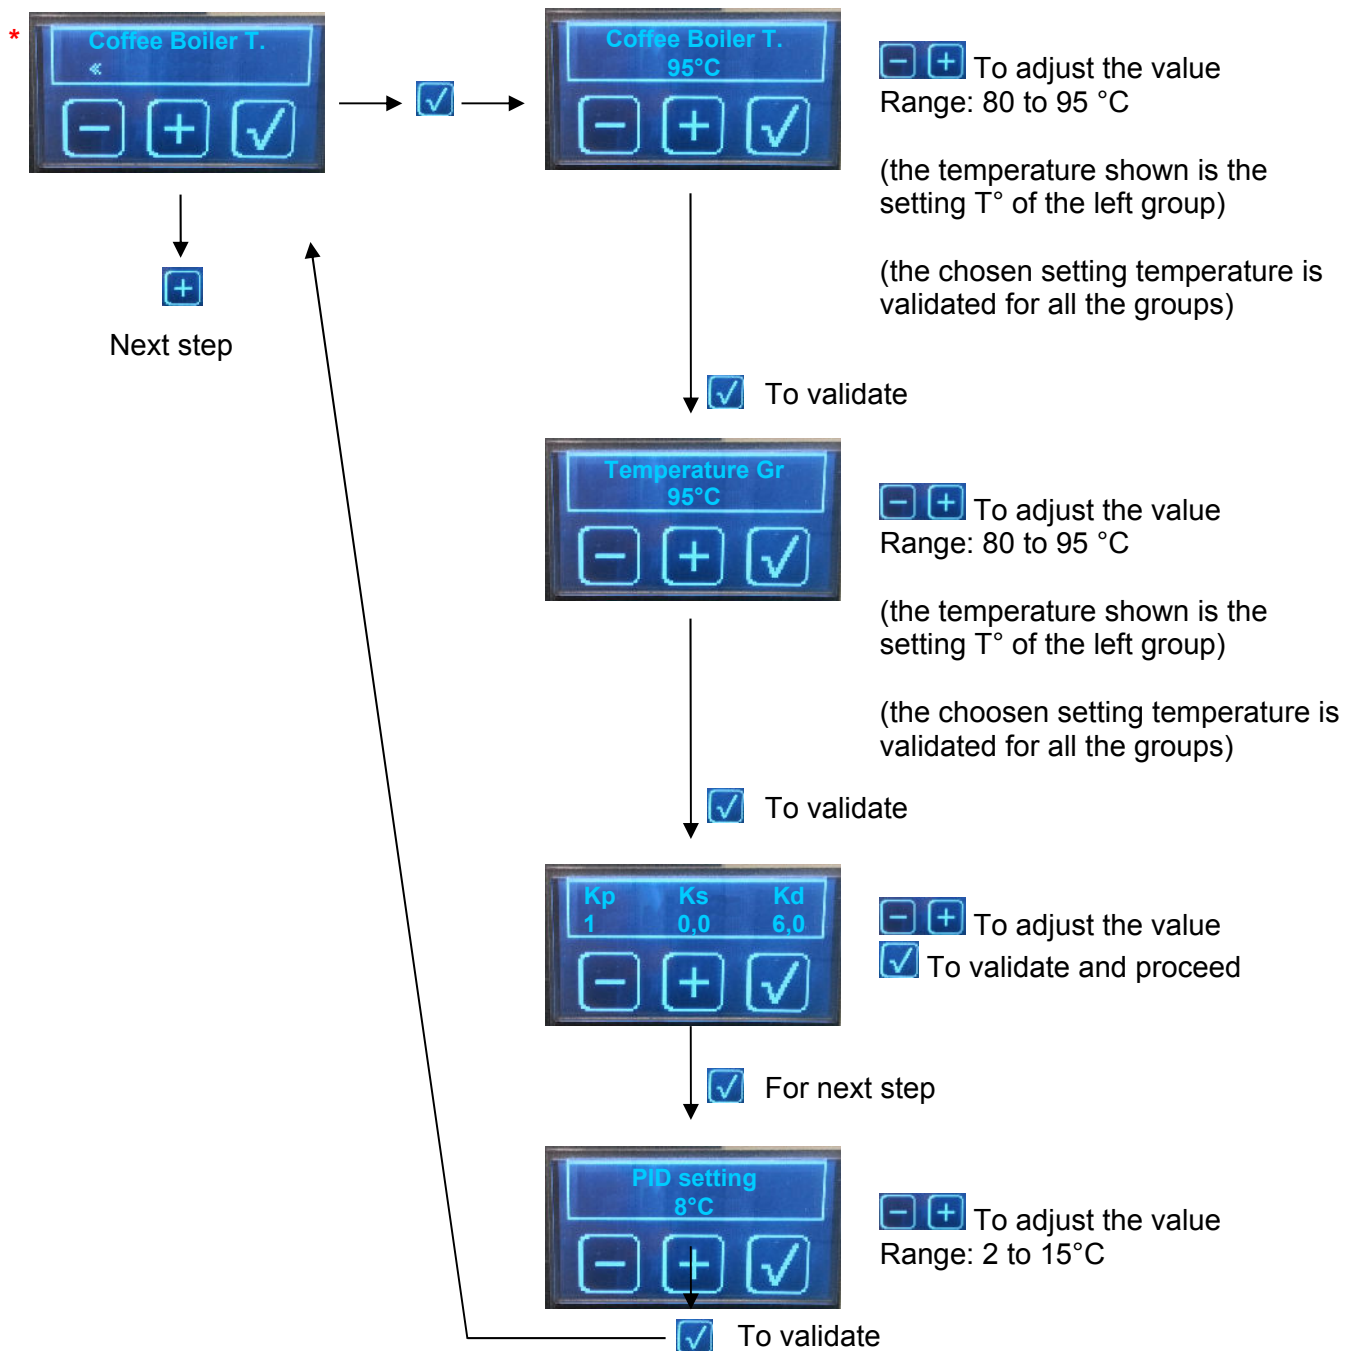 *
Coffee Boiler T.
Coffee Boiler T.
95°C
To adjust the value
Range: 80 to 95 °C
(the temperature shown is the
setting T° of the left group)
(the chosen setting temperature is
validated for all the groups)
Next step
To validate
Temperature Gr
95°C
To adjust the value
Range: 80 to 95 °C
(the temperature shown is the
setting T° of the left group)
(the choosen setting temperature is
validated for all the groups)
To validate
Kp Ks Kd
1 0,0 6,0
To adjust the value
To validate and proceed
For next step
PID setting
8°C
To adjust the value
Range: 2 to 15°C
To validate